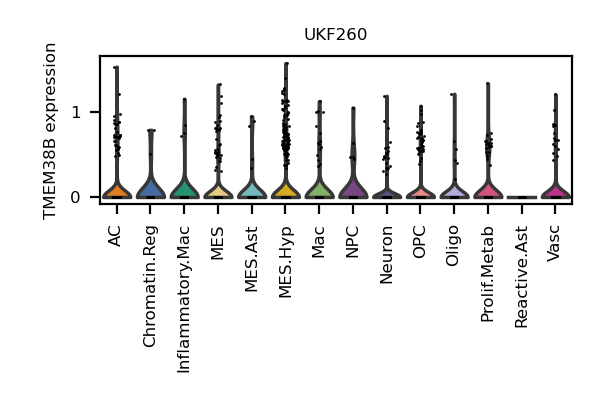 UKF260
TMEM38B expression
1
0
AC
Chromatin.Reg
Inflammatory.Mac
MES
MES.Ast
MES.Hyp
Mac
NPC
Neuron
OPC
Oligo
Prolif.Metab
Reactive.Ast
Vasc